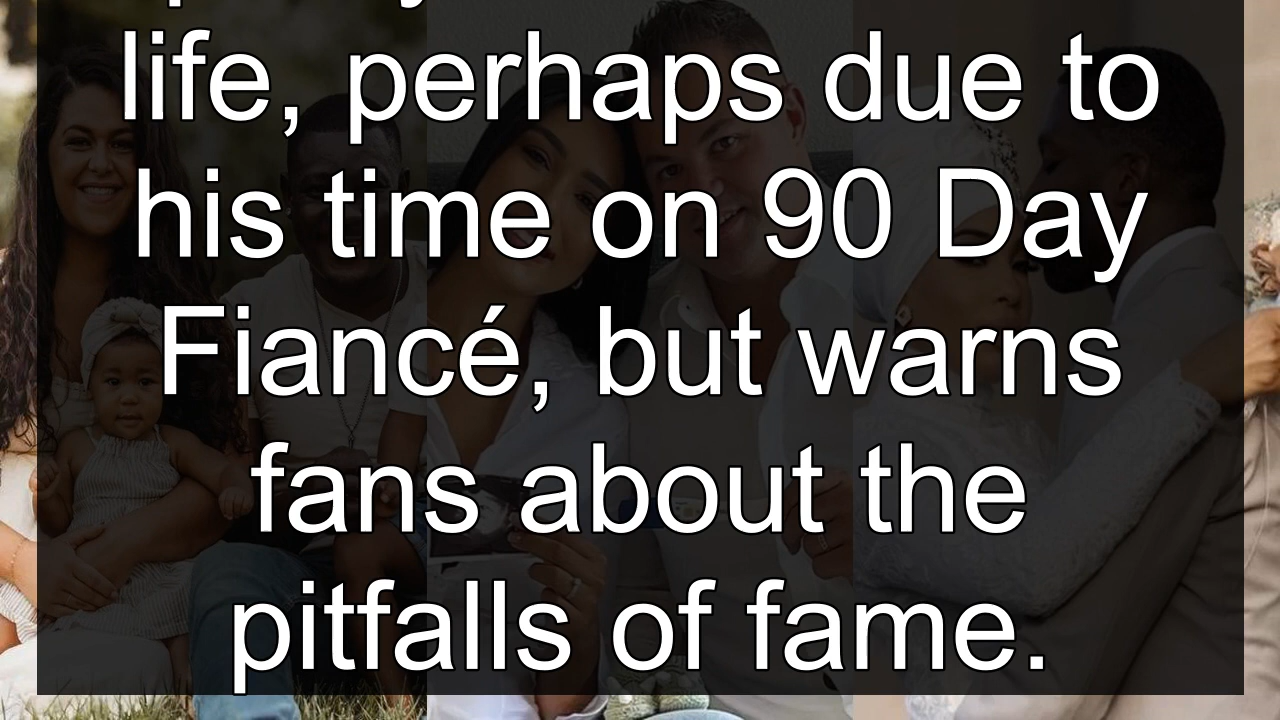 life, perhaps due to
his time on 90 Day
Fiancé, but warns
fans about the
pitfalls of fame.